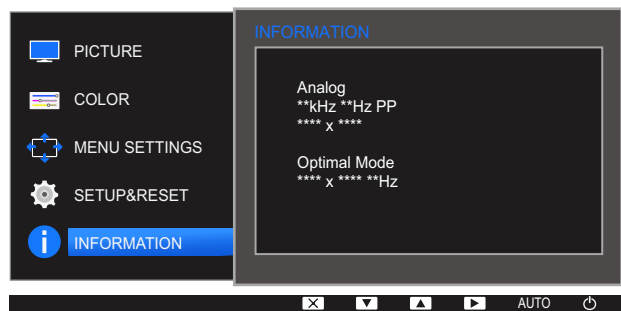 PICTURE
COLOR
MENU SETTINGS
SETUP&RESET
INFORMATION
INFORMATION
Analog
**kHz **Hz PP
**** x ****
Optimal Mode
**** x **** **Hz
AUTO